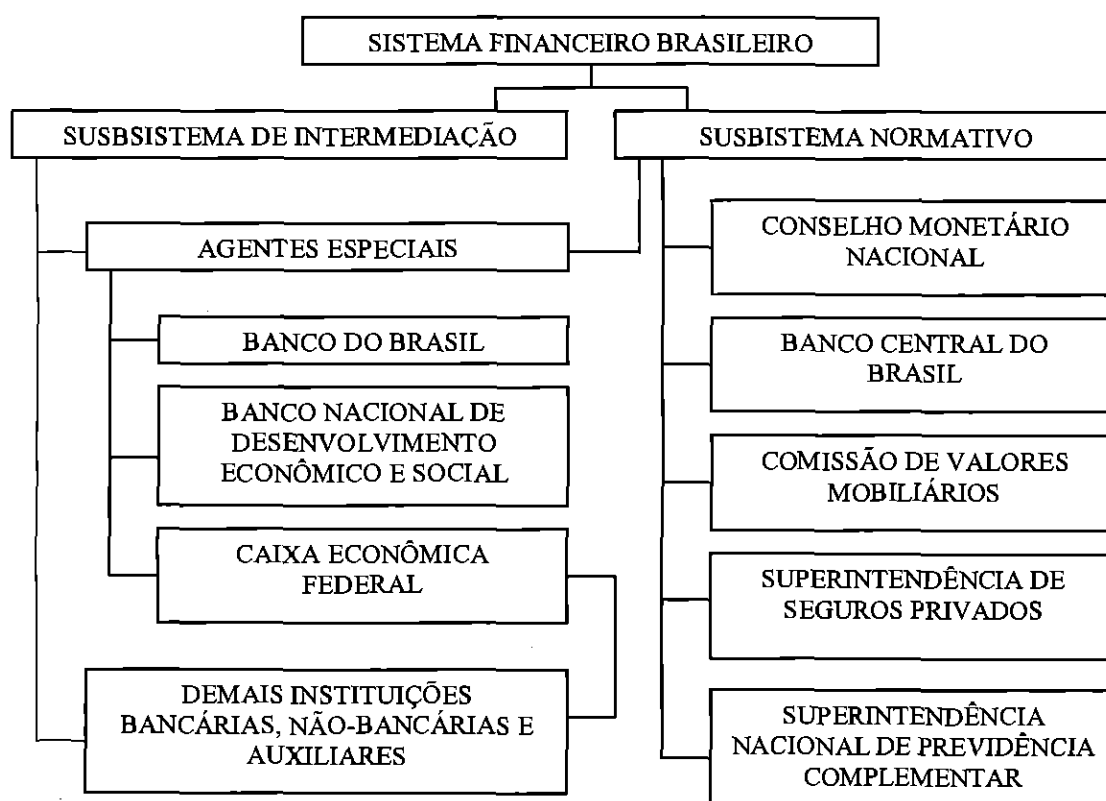 SISTEMA FINANCEIRO BRASILEIRO
SUSBSISTEMA DE INTERMEDIAÇÃO
SUSBISTEMA NORMATIVO
AGENTES ESPECIAIS
BANCO DO BRASIL
BANCO NACIONAL DE
DESENVOLVIMENTO
ECONÔMICO E SOCIAL
CAIXA ECONÔMICA
FEDERAL
DEMAIS INSTITUIÇÕES
BANCÁRIAS, NÃO-BANCÁRIAS E
AUXILIARES
CONSELHO MONETÁRIO
NACIONAL
BANCO CENTRAL DO
BRASIL
COMISSÃO DE VALORES
MOBILIÁRIOS
SUPERINTENDÊNCIA DE
SEGUROS PRIVADOS
SUPERINTENDÊNCIA
NACIONAL DE PREVIDÊNCIA
COMPLEMENTAR